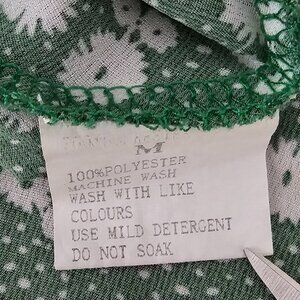 M
100%POLYESTER
MACHINE WASH
WASH WITH LIKE
COLOURS
USE MILD DETERGENT
DO NOT SOAK